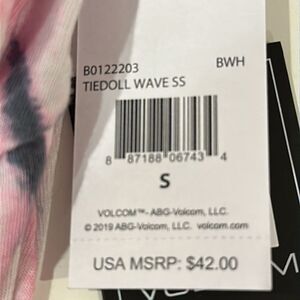 B0122203 BWH
TIEDOLL WAVE SS
8 87188 06743 4
S
VOLCOM™- ABG-Volcom, LLC.
© 2019 ABG-Volcom, LLC.
USA MSRP: $42.00
VOLCOM